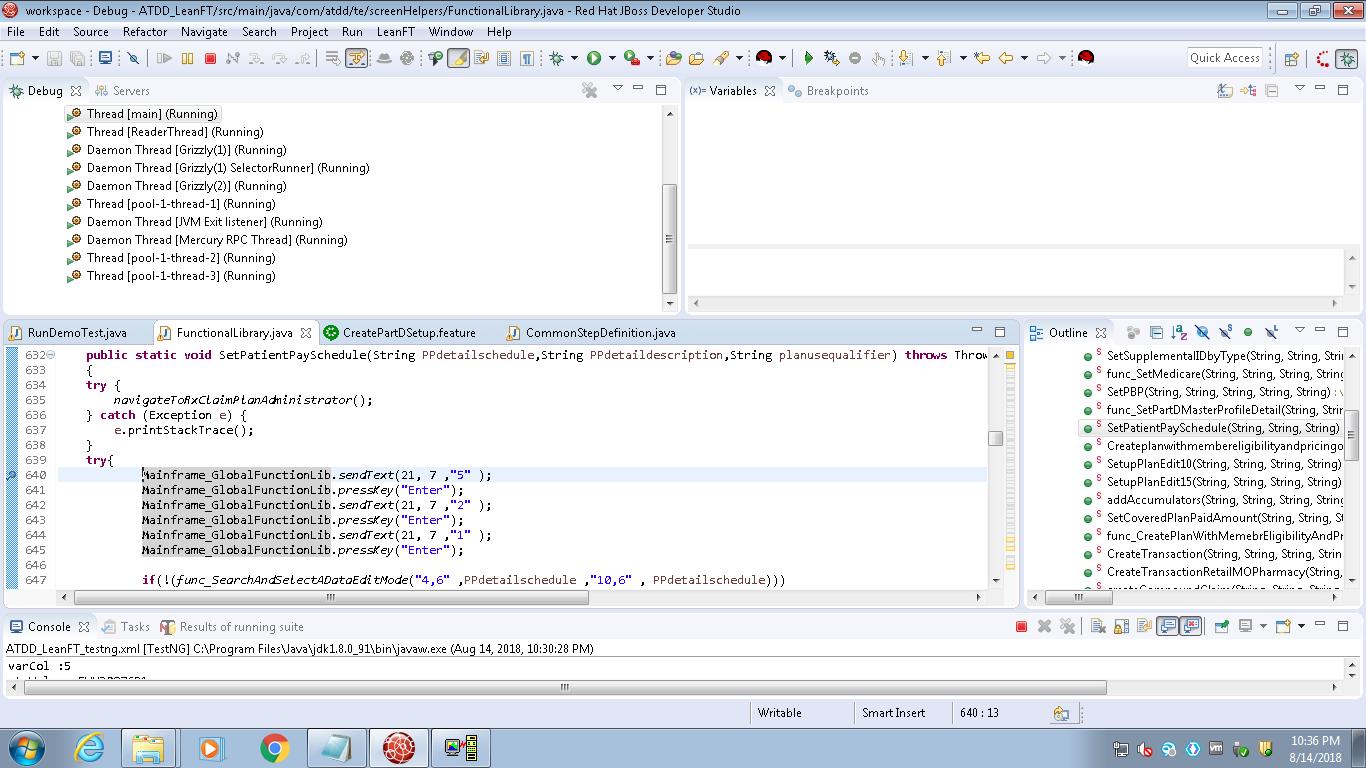 workspace - Debug - ATDD_LeanFT/src/main/java/com/atdd/te/screenHelpers/FunctionalLibrary.java - Red Hat JBoss Developer Studio
File Edit Source Refactor Navigate Search Project Run LeanFT Window Help
Quick Access
Debug Servers
Thread [main] (Running)
Thread [ReaderThread] (Running)
Daemon Thread [Grizzly(1)] (Running)
Daemon Thread [Grizzly(1) SelectorRunner] (Running)
Daemon Thread [Grizzly(2)] (Running)
Thread [pool-1-thread-1] (Running)
Daemon Thread [JVM Exit listener] (Running)
Daemon Thread [Mercury RPC Thread] (Running)
Thread [pool-1-thread-2] (Running)
Thread [pool-1-thread-3] (Running)
(x)= Variables Breakpoints
RunDemoTest.java FunctionalLibrary.java CreatePartDSetup.feature CommonStepDefinition.java
632 public static void SetPatientPaySchedule(String PPdetailschedule,String PPdetaildescription,String planusequalifier) throws Throw
633 {
634 try {
635 navigateToRxClaimPlanAdministrator();
636 } catch (Exception e) {
637 e.printStackTrace();
638 }
639 try{
640 Mainframe_GlobalFunctionLib.sendText(21, 7 ,"5" );
641 Mainframe_GlobalFunctionLib.pressKey("Enter");
642 Mainframe_GlobalFunctionLib.sendText(21, 7 ,"2" );
643 Mainframe_GlobalFunctionLib.pressKey("Enter");
644 Mainframe_GlobalFunctionLib.sendText(21, 7 ,"1" );
645 Mainframe_GlobalFunctionLib.pressKey("Enter");
646
647 if(!(func_SearchAndSelectADataEditMode("4,6" ,PPdetailschedule ,"10,6" , PPdetailschedule)))
Outline
SetSupplementalIDbyType(String, String, Stri
func_SetMedicare(String, String, String, String,
SetPBP(String, String, String, String, String) : v
func_SetPartDMasterProfileDetail(String, Strin
SetPatientPaySchedule(String, String, String)
Createplanwithmembereligibilityandpricingo
SetupPlanEdit10(String, String, String, String,
SetupPlanEdit15(String, String, String, String,
addAccumulators(String, String, String, String,
SetCoveredPlanPaidAmount(String, String, Str
func_CreatePlanWithMemebrEligibilityAndPr
CreateTransaction(String, String, String, String,
CreateTransactionRetailMOPharmacy(String,
Console Tasks Results of running suite
ATDD_LeanFT_testng.xml [TestNG] C:\Program Files\Java\jdk1.8.0_91\bin\javaw.exe (Aug 14, 2018, 10:30:28 PM)
varCol :5
Writable Smart Insert 640 : 13
10:36 PM
8/14/2018